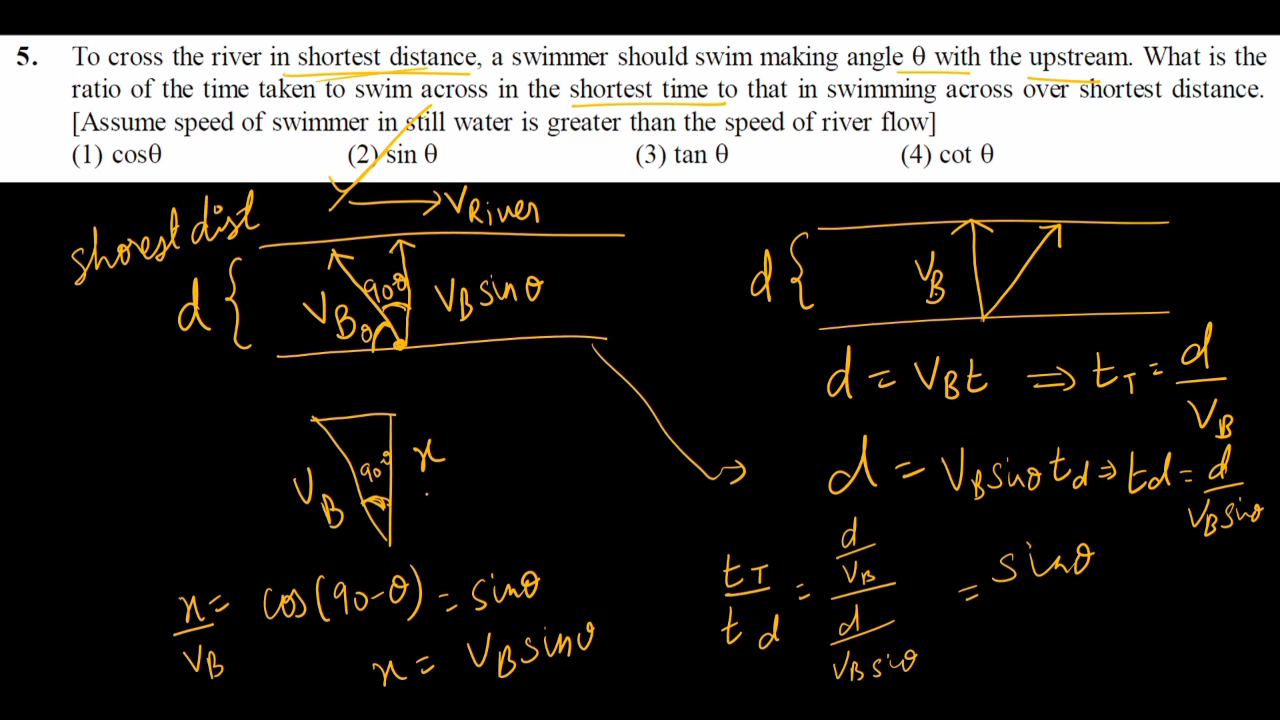 5. To cross the river in shortest distance, a swimmer should swim making angle θ with the upstream. What is the
ratio of the time taken to swim across in the shortest time to that in swimming across over shortest distance.
[Assume speed of swimmer in still water is greater than the speed of river flow]
(1) cosθ (2) sin θ (3) tan θ (4) cot θ
shorest dist
VRiver
d{ VB θ 90-θ VB sinθ
d{ VB
d = VBt ⇒ tT = d/VB
VB 90-θ x
d = VB sinθ td ⇒ td = d/VB sinθ
x/VB = cos(90-θ) = sinθ
x = VB sinθ
tT/td = (d/VB)/(d/VB sinθ) = sinθ